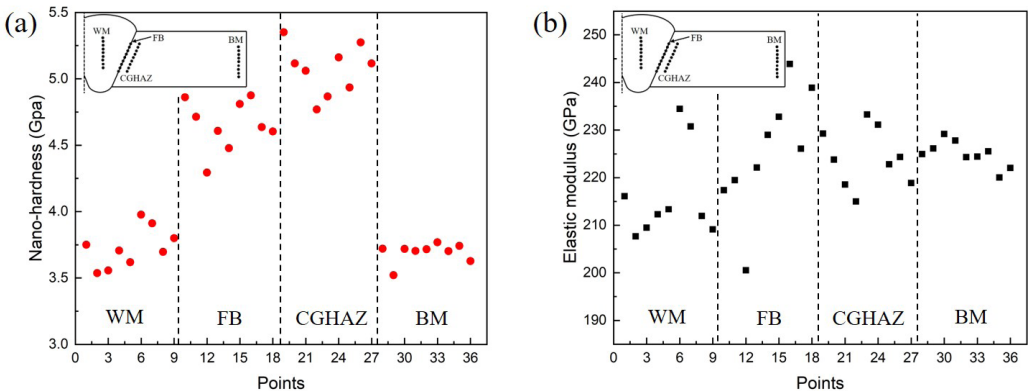 (a)
Nano-hardness (Gpa)
5.5
5.0
4.5
4.0
3.5
3.0
WM
FB
BM
CGHAZ
WM
FB
CGHAZ
BM
0 3 6 9 12 15 18 21 24 27 30 33 36
Points
(b)
Elastic modulus (GPa)
250
240
230
220
210
200
190
WM
FB
BM
CGHAZ
WM
FB
CGHAZ
BM
0 3 6 9 12 15 18 21 24 27 30 33 36
Points